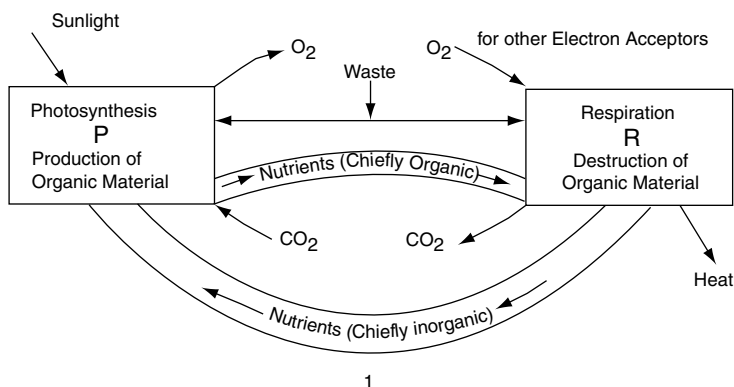 Sunlight
O2
O2
for other Electron Acceptors
Waste
Photosynthesis
P
Production of
Organic Material
Respiration
R
Destruction of
Organic Material
Nutrients (Chiefly Organic)
CO2
CO2
Heat
Nutrients (Chiefly inorganic)
1